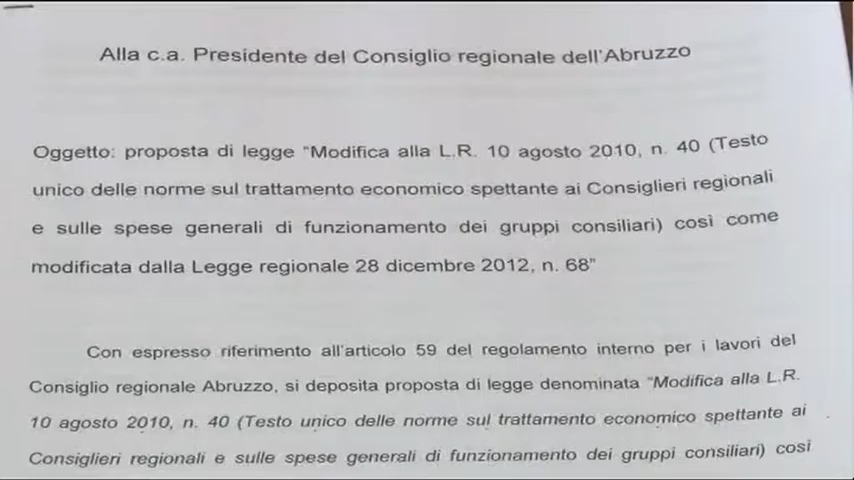 Alla c.a. Presidente del Consiglio regionale dell'Abruzzo
Oggetto: proposta di legge "Modifica alla L.R. 10 agosto 2010, n. 40 (Testo
unico delle norme sul trattamento economico spettante ai Consiglieri regionali
e sulle spese generali di funzionamento dei gruppi consiliari) così come
modificata dalla Legge regionale 28 dicembre 2012, n. 68"
Con espresso riferimento all'articolo 59 del regolamento interno per i lavori del
Consiglio regionale Abruzzo, si deposita proposta di legge denominata "Modifica alla L.R.
10 agosto 2010, n. 40 (Testo unico delle norme sul trattamento economico spettante ai
Consiglieri regionali e sulle spese generali di funzionamento dei gruppi consiliari) così